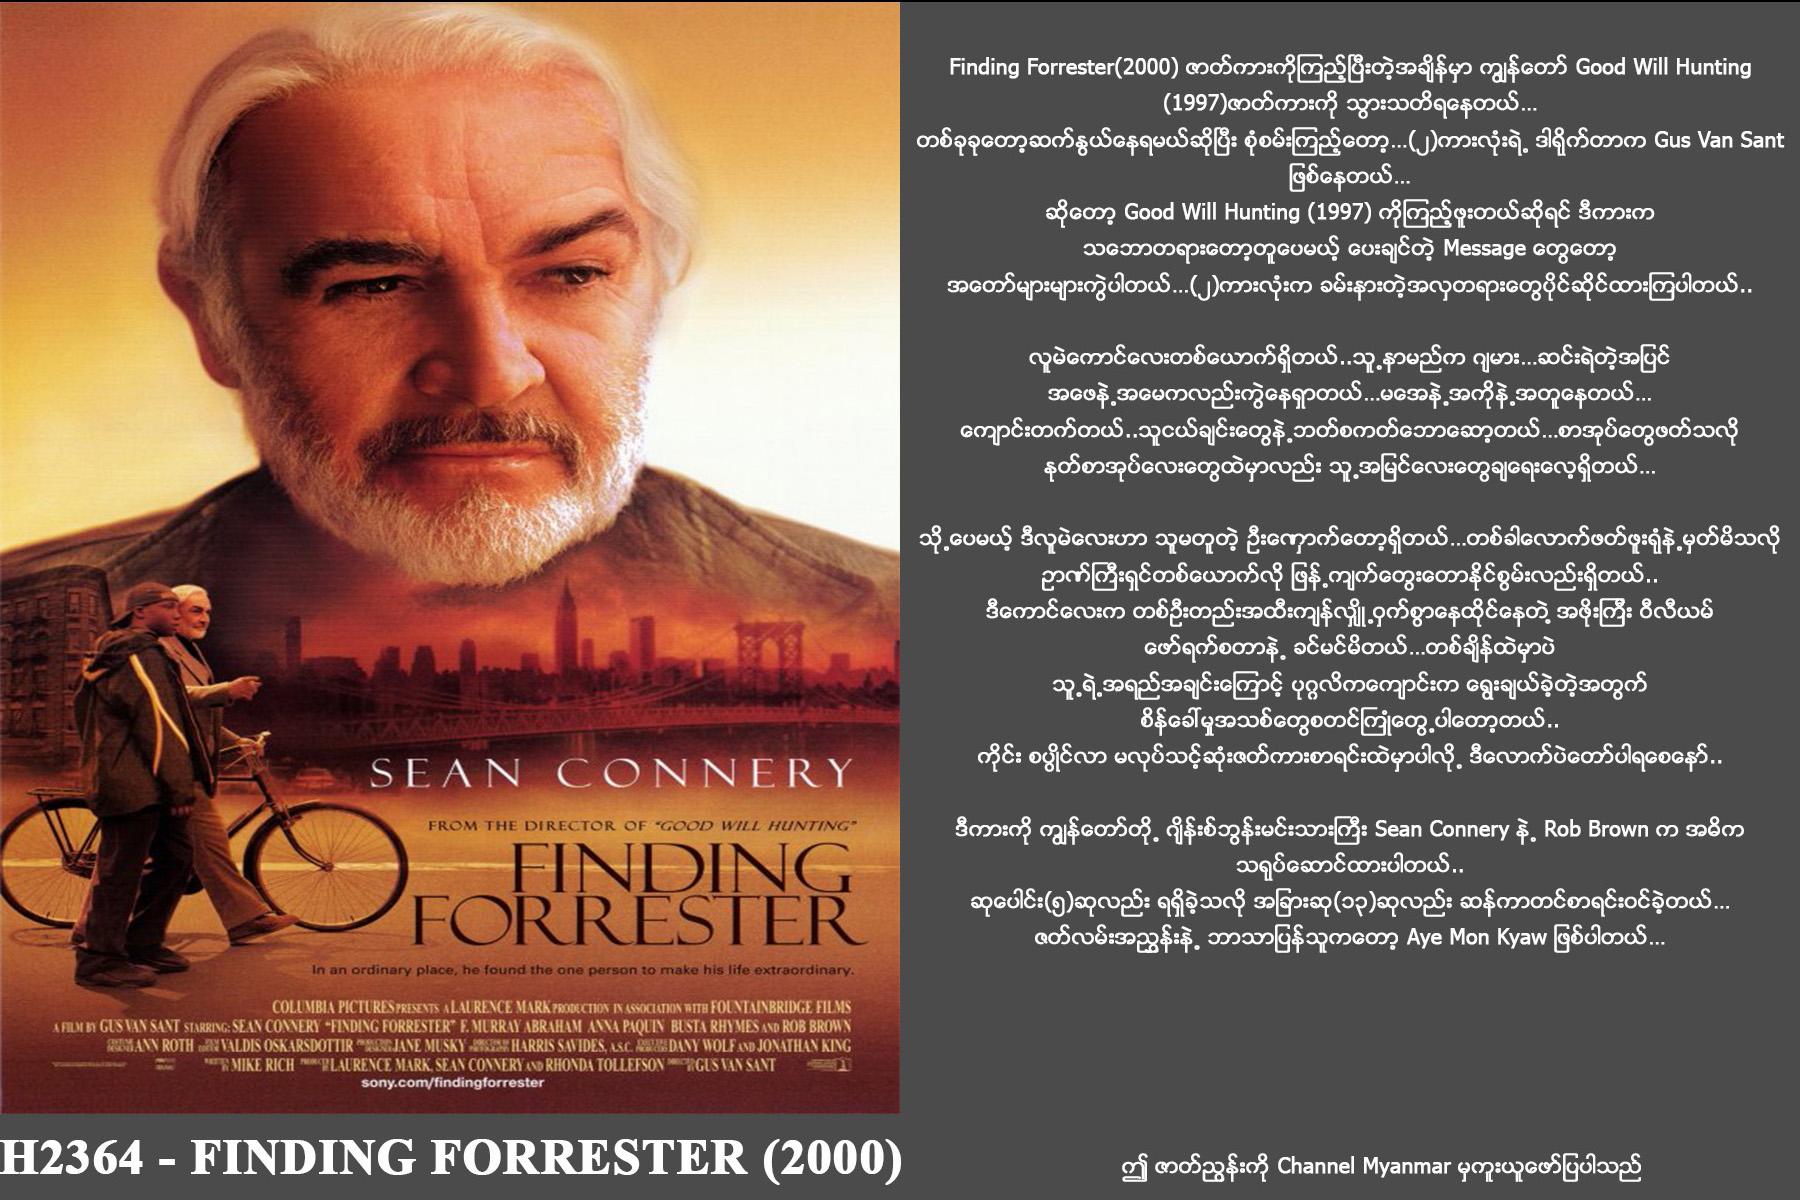 SEAN CONNERY
FROM THE DIRECTOR OF "GOOD WILL HUNTING"
FINDING
FORRESTER
In an ordinary place, he found the one person to make his life extraordinary.
COLUMBIA PICTURES PRESENTS A LAURENCE MARK PRODUCTION IN ASSOCIATION WITH FOUNTAINBRIDGE FILMS
A FILM BY GUS VAN SANT STARRING: SEAN CONNERY "FINDING FORRESTER" F. MURRAY ABRAHAM ANNA PAQUIN BUSTA RHYMES AND ROB BROWN
COSTUME DESIGNER ANN ROTH FILM EDITOR VALDIS OSKARSDOTTIR PRODUCTION DESIGNER JANE MUSKY DIRECTOR OF PHOTOGRAPHY HARRIS SAVIDES, A.S.C. EXECUTIVE PRODUCERS DANY WOLF AND JONATHAN KING
WRITTEN BY MIKE RICH PRODUCED BY LAURENCE MARK, SEAN CONNERY AND RHONDA TOLLEFSON DIRECTED BY GUS VAN SANT
sony.com/findingforrester
H2364 - FINDING FORRESTER (2000)
Finding Forrester(2000) ဇာတ်ကားကိုကြည့်ပြီးတဲ့အချိန်မှာ ကျွန်တော် Good Will Hunting
(1997)ဇာတ်ကားကို သွားသတိရနေတယ်...
တစ်ခုခုတော့ဆက်နွယ်နေရမယ်ဆိုပြီး စုံစမ်းကြည့်တော့...(၂)ကားလုံးရဲ့ ဒါရိုက်တာက Gus Van Sant
ဖြစ်နေတယ်...
ဆိုတော့ Good Will Hunting (1997) ကိုကြည့်ဖူးတယ်ဆိုရင် ဒီကားက
သဘောတရားတော့တူပေမယ့် ပေးချင်တဲ့ Message တွေတော့
အတော်များများကွဲပါတယ်...(၂)ကားလုံးက ခမ်းနားတဲ့အလှတရားတွေပိုင်ဆိုင်ထားကြပါတယ်..
လူမဲကောင်လေးတစ်ယောက်ရှိတယ်..သူ့နာမည်က ဂျမား...ဆင်းရဲတဲ့အပြင်
အဖေနဲ့အမေကလည်းကွဲနေရှာတယ်...မအေနဲ့အကိုနဲ့အတူနေတယ်...
ကျောင်းတက်တယ်..သူငယ်ချင်းတွေနဲ့ဘတ်စကတ်ဘောဆော့တယ်...စာအုပ်တွေဖတ်သလို
နုတ်စာအုပ်လေးတွေထဲမှာလည်း သူ့အမြင်လေးတွေချရေးလေ့ရှိတယ်...
သို့ပေမယ့် ဒီလူမဲလေးဟာ သူမတူတဲ့ ဦးဏှောက်တော့ရှိတယ်...တစ်ခါလောက်ဖတ်ဖူးရုံနဲ့မှတ်မိသလို
ဉာဏ်ကြီးရှင်တစ်ယောက်လို ဖြန့်ကျက်တွေးတောနိုင်စွမ်းလည်းရှိတယ်..
ဒီကောင်လေးက တစ်ဦးတည်းအထီးကျန်လျှို့ဝှက်စွာနေထိုင်နေတဲ့ အဖိုးကြီး ဝီလီယမ်
ဖော်ရက်စတာနဲ့ ခင်မင်မိတယ်...တစ်ချိန်ထဲမှာပဲ
သူ့ရဲ့အရည်အချင်းကြောင့် ပုဂ္ဂလိကကျောင်းက ရွေးချယ်ခဲ့တဲ့အတွက်
စိန်ခေါ်မှုအသစ်တွေစတင်ကြုံတွေ့ပါတော့တယ်..
ကိုင်း စပွိုင်လာ မလုပ်သင့်ဆုံးဇတ်ကားစာရင်းထဲမှာပါလို့ ဒီလောက်ပဲတော်ပါရစေနော်..
ဒီကားကို ကျွန်တော်တို့ ဂျိန်းစ်ဘွန်းမင်းသားကြီး Sean Connery နဲ့ Rob Brown က အဓိက
သရုပ်ဆောင်ထားပါတယ်..
ဆုပေါင်း(၅)ဆုလည်း ရရှိခဲ့သလို အခြားဆု(၁၃)ဆုလည်း ဆန်ကာတင်စာရင်းဝင်ခဲ့တယ်...
ဇတ်လမ်းအညွှန်းနဲ့ ဘာသာပြန်သူကတော့ Aye Mon Kyaw ဖြစ်ပါတယ်...
ဤ ဇာတ်ညွှန်းကို Channel Myanmar မှကူးယူဖော်ပြပါသည်